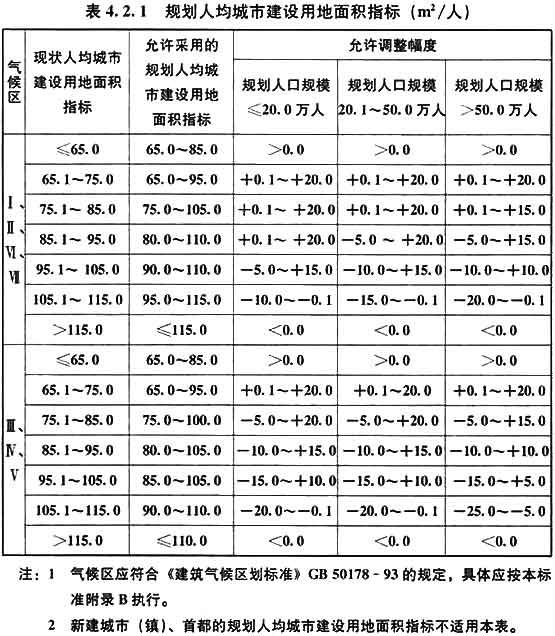 表 4.2.1 规划人均城市建设用地面积指标（m²/人）
气候区 现状人均城市建设用地面积指标 允许采用的规划人均城市建设用地面积指标 允许调整幅度
规划人口规模≤20.0万人 规划人口规模20.1～50.0万人 规划人口规模>50.0万人
Ⅰ、Ⅱ、Ⅵ、Ⅶ
≤65.0 65.0～85.0 >0.0 >0.0 >0.0
65.1～75.0 65.0～95.0 +0.1～+20.0 +0.1～+20.0 +0.1～+20.0
75.1～85.0 75.0～105.0 +0.1～+20.0 +0.1～+20.0 +0.1～+15.0
85.1～95.0 80.0～110.0 +0.1～+20.0 −5.0～+20.0 −5.0～+15.0
95.1～105.0 90.0～110.0 −5.0～+15.0 −10.0～+15.0 −10.0～+10.0
105.1～115.0 95.0～115.0 −10.0～−0.1 −15.0～−0.1 −20.0～−0.1
>115.0 ≤115.0 <0.0 <0.0 <0.0
Ⅲ、Ⅳ、Ⅴ
≤65.0 65.0～85.0 >0.0 >0.0 >0.0
65.1～75.0 65.0～95.0 +0.1～+20.0 +0.1～20.0 +0.1～+20.0
75.1～85.0 75.0～100.0 −5.0～+20.0 −5.0～+20.0 −5.0～+15.0
85.1～95.0 80.0～105.0 −10.0～+15.0 −10.0～+15.0 −10.0～+10.0
95.1～105.0 85.0～105.0 −15.0～+10.0 −15.0～+10.0 −15.0～+5.0
105.1～115.0 90.0～110.0 −20.0～−0.1 −20.0～−0.1 −25.0～−5.0
>115.0 ≤110.0 <0.0 <0.0 <0.0
注：1 气候区应符合《建筑气候区划标准》GB 50178-93的规定，具体应按本标
准附录B执行。
2 新建城市（镇）、首都的规划人均城市建设用地面积指标不适用本表。